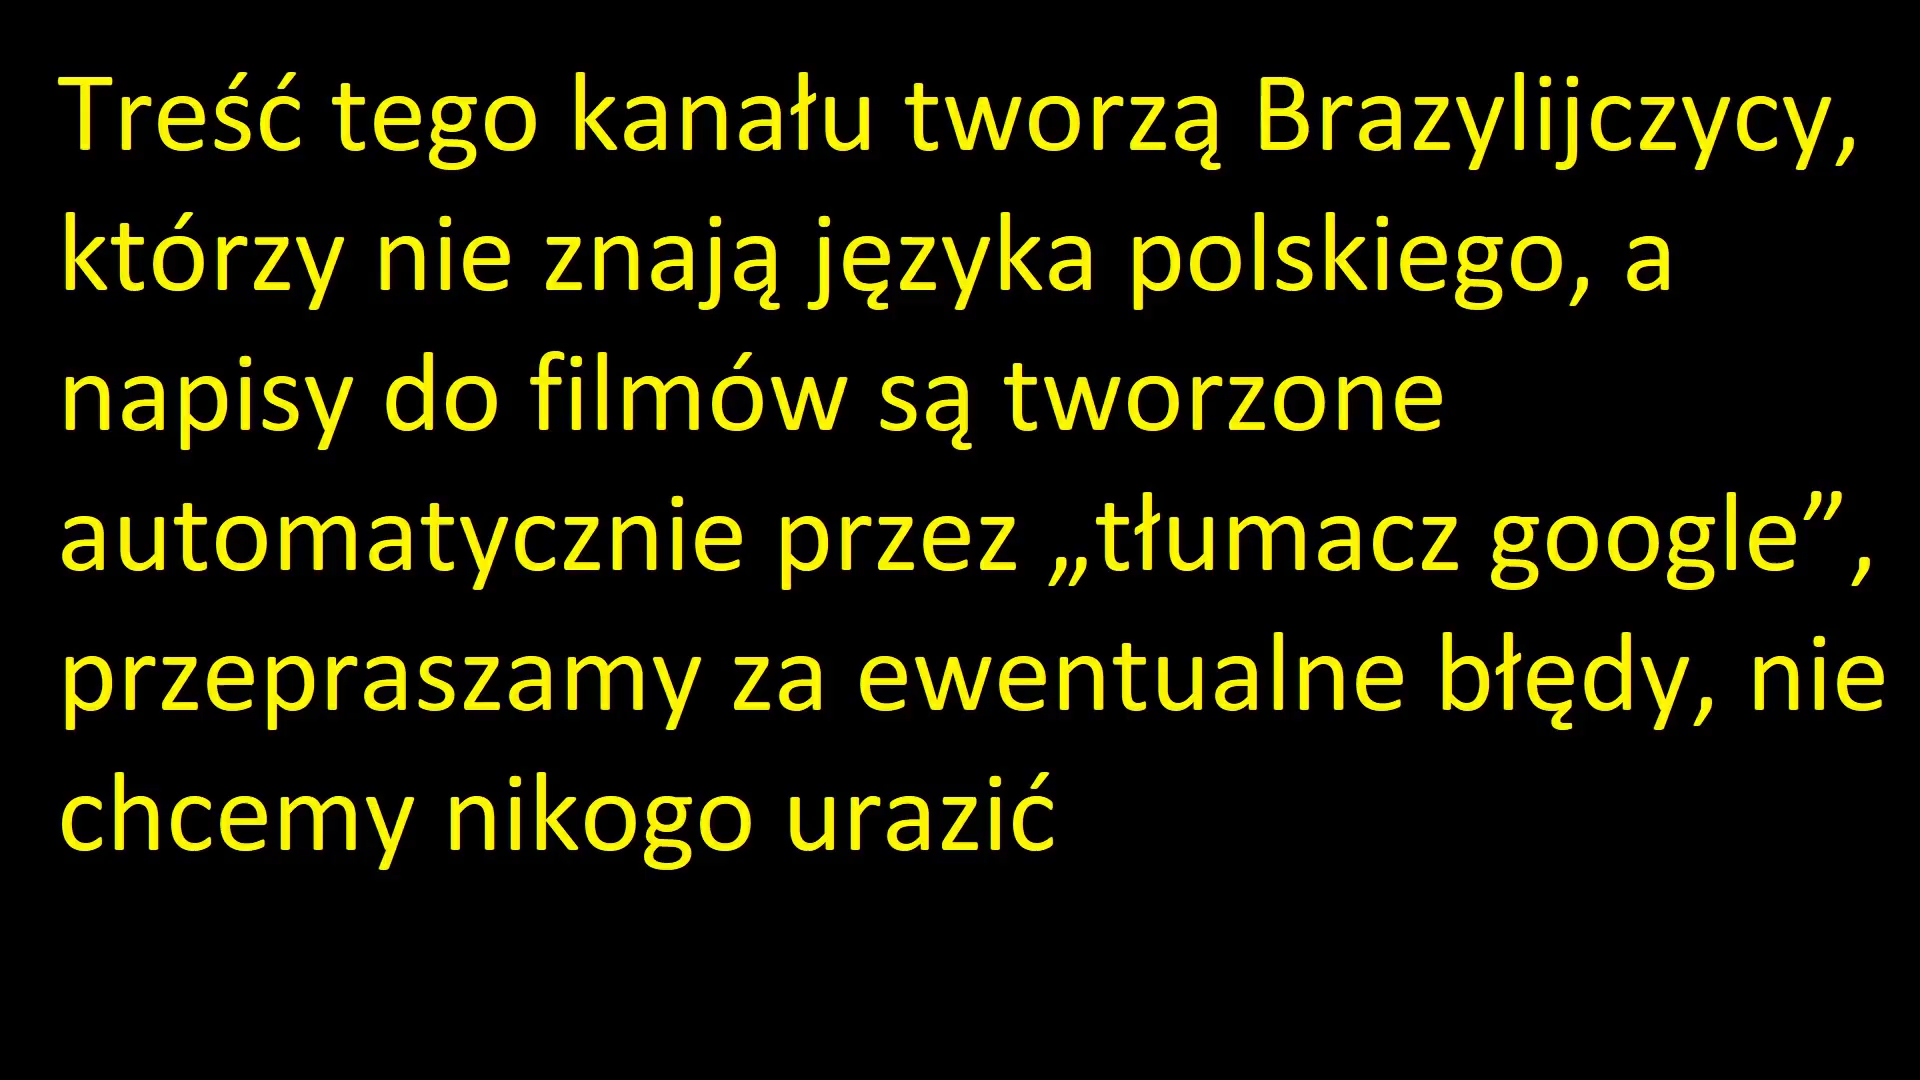 Treść tego kanału tworzą Brazylijczycy,
którzy nie znają języka polskiego, a
napisy do filmów są tworzone
automatycznie przez „tłumacz google”,
przepraszamy za ewentualne błędy, nie
chcemy nikogo urazić